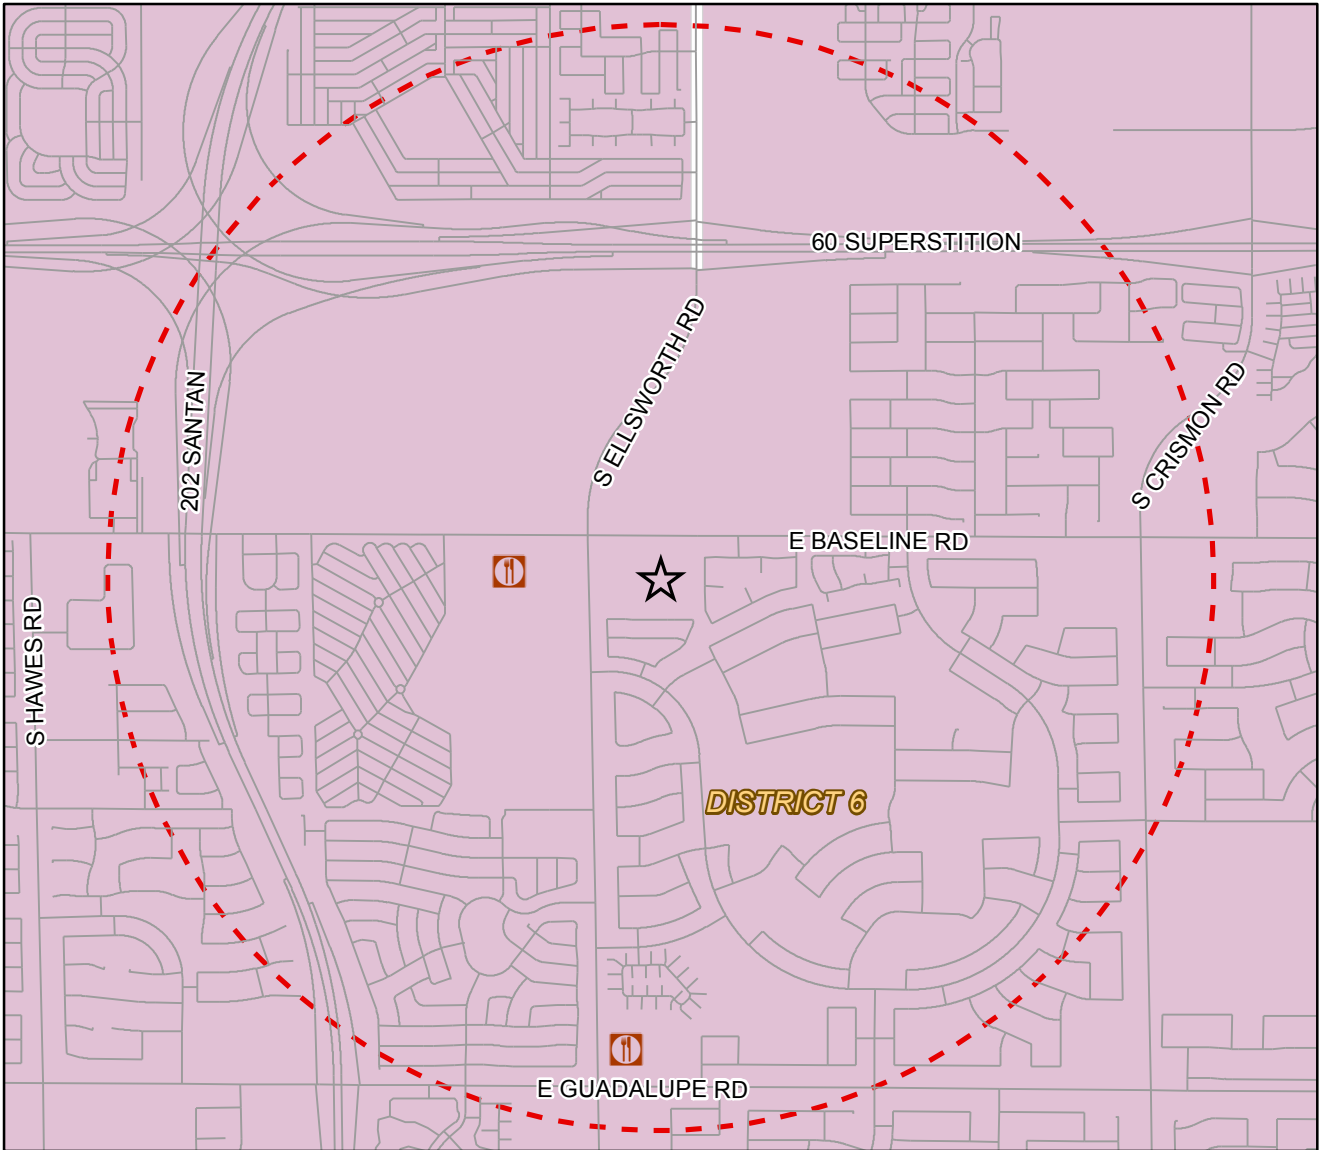 60 SUPERSTITION
S ELLSWORTH RD
202 SANTAN
S CRISMON RD
E BASELINE RD
S HAWES RD
DISTRICT 6
E GUADALUPE RD